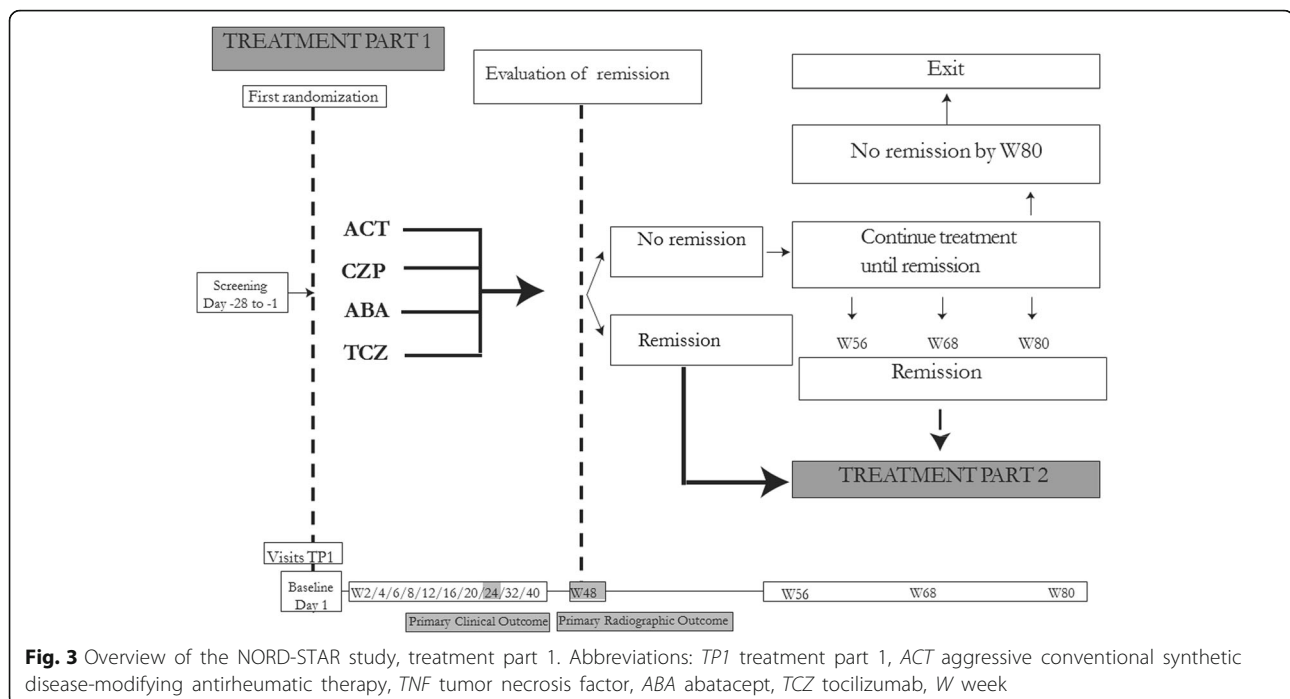 TREATMENT PART 1
First randomization
Evaluation of remission
Exit
No remission by W80
ACT
CZP
ABA
TCZ
Screening
Day -28 to -1
No remission
Continue treatment
until remission
Remission
W56 W68 W80
Remission
TREATMENT PART 2
Visits TP1
Baseline
Day 1
W2/4/6/8/12/16/20/24/32/40
W48
W56 W68 W80
Primary Clinical Outcome
Primary Radiographic Outcome
Fig. 3 Overview of the NORD-STAR study, treatment part 1. Abbreviations: TP1 treatment part 1, ACT aggressive conventional synthetic
disease-modifying antirheumatic therapy, TNF tumor necrosis factor, ABA abatacept, TCZ tocilizumab, W week